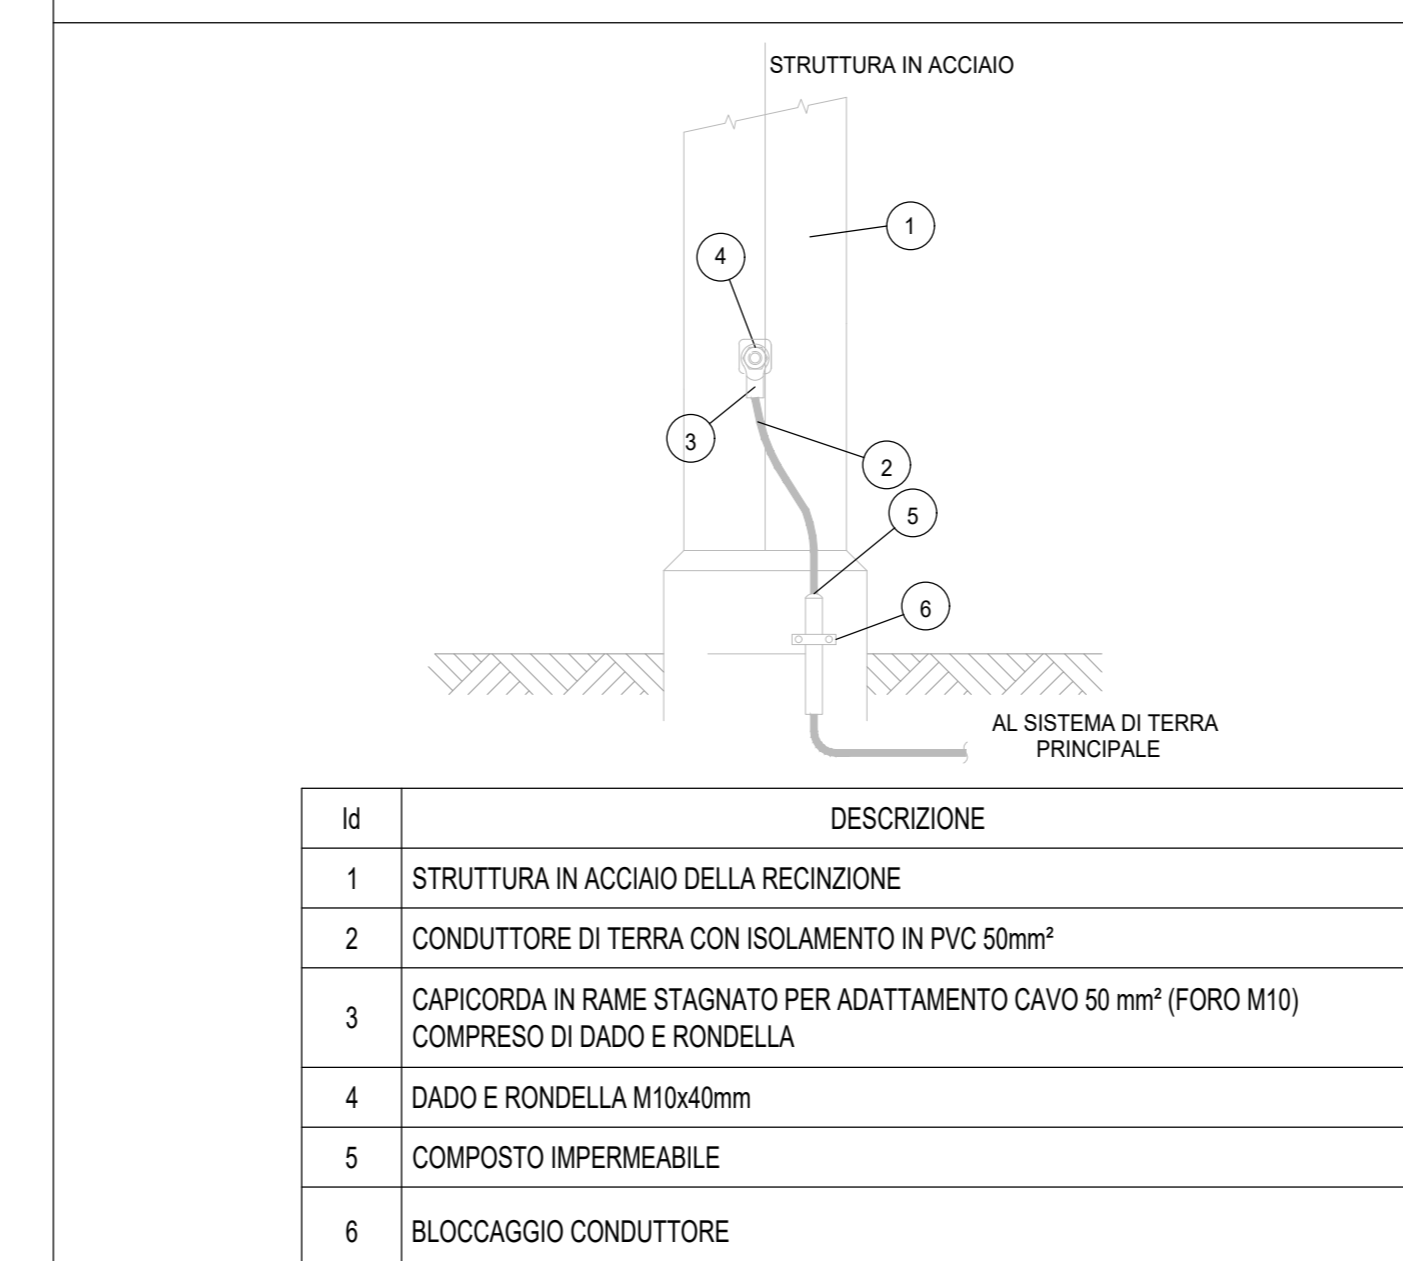 STRUTTURA IN ACCIAIO
1
4
3
2
5
6
AL SISTEMA DI TERRA
PRINCIPALE
Id DESCRIZIONE
1 STRUTTURA IN ACCIAIO DELLA RECINZIONE
2 CONDUTTORE DI TERRA CON ISOLAMENTO IN PVC 50mm²
3 CAPICORDA IN RAME STAGNATO PER ADATTAMENTO CAVO 50 mm² (FORO M10)
COMPRESO DI DADO E RONDELLA
4 DADO E RONDELLA M10x40mm
5 COMPOSTO IMPERMEABILE
6 BLOCCAGGIO CONDUTTORE